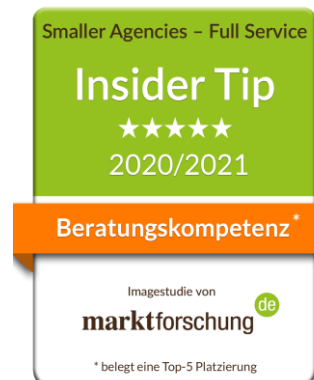 Smaller Agencies – Full Service
Insider Tip
★★★★★
2020/2021
Beratungskompetenz*
Imagestudie von
marktforschung de
* belegt eine Top-5 Platzierung